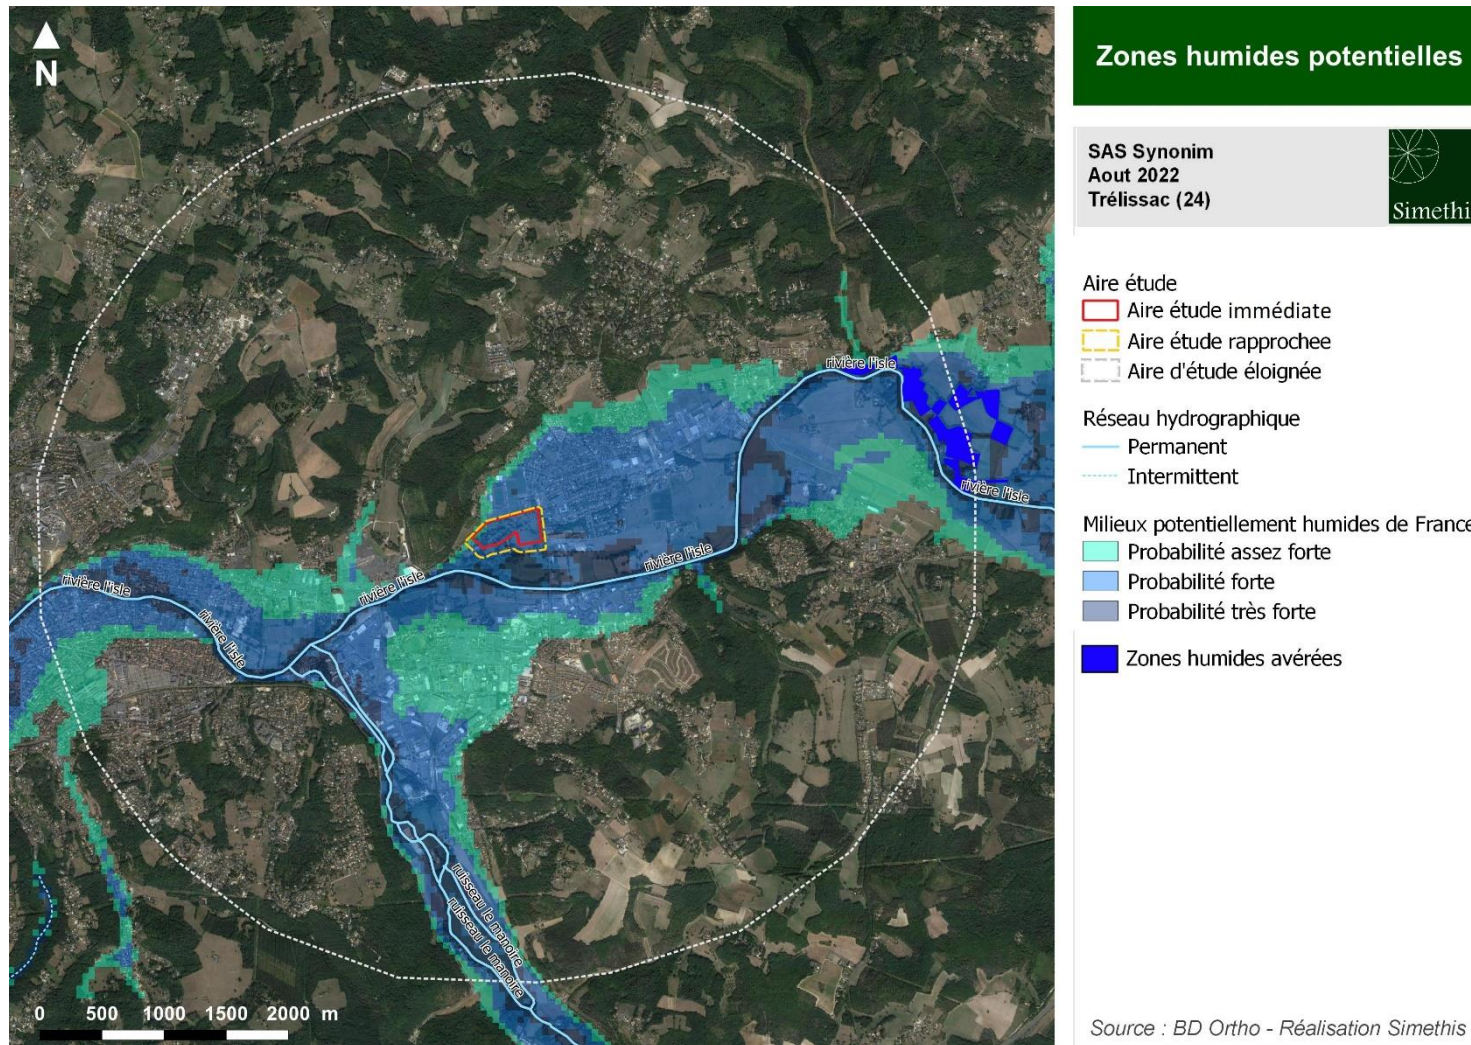 N
rivière l'isle
rivière l'isle
rivière l'isle
rivière l'isle
rivière l'isle
rivière l'isle
ruisseau le manoire
ruisseau le manoire
0 500 1000 1500 2000 m
Zones humides potentielles
SAS Synonim
Aout 2022
Trélissac (24)
Simethi
Aire étude
Aire étude immédiate
Aire étude rapprochee
Aire d'étude éloignée
Réseau hydrographique
Permanent
Intermittent
Milieux potentiellement humides de France
Probabilité assez forte
Probabilité forte
Probabilité très forte
Zones humides avérées
Source : BD Ortho - Réalisation Simethis